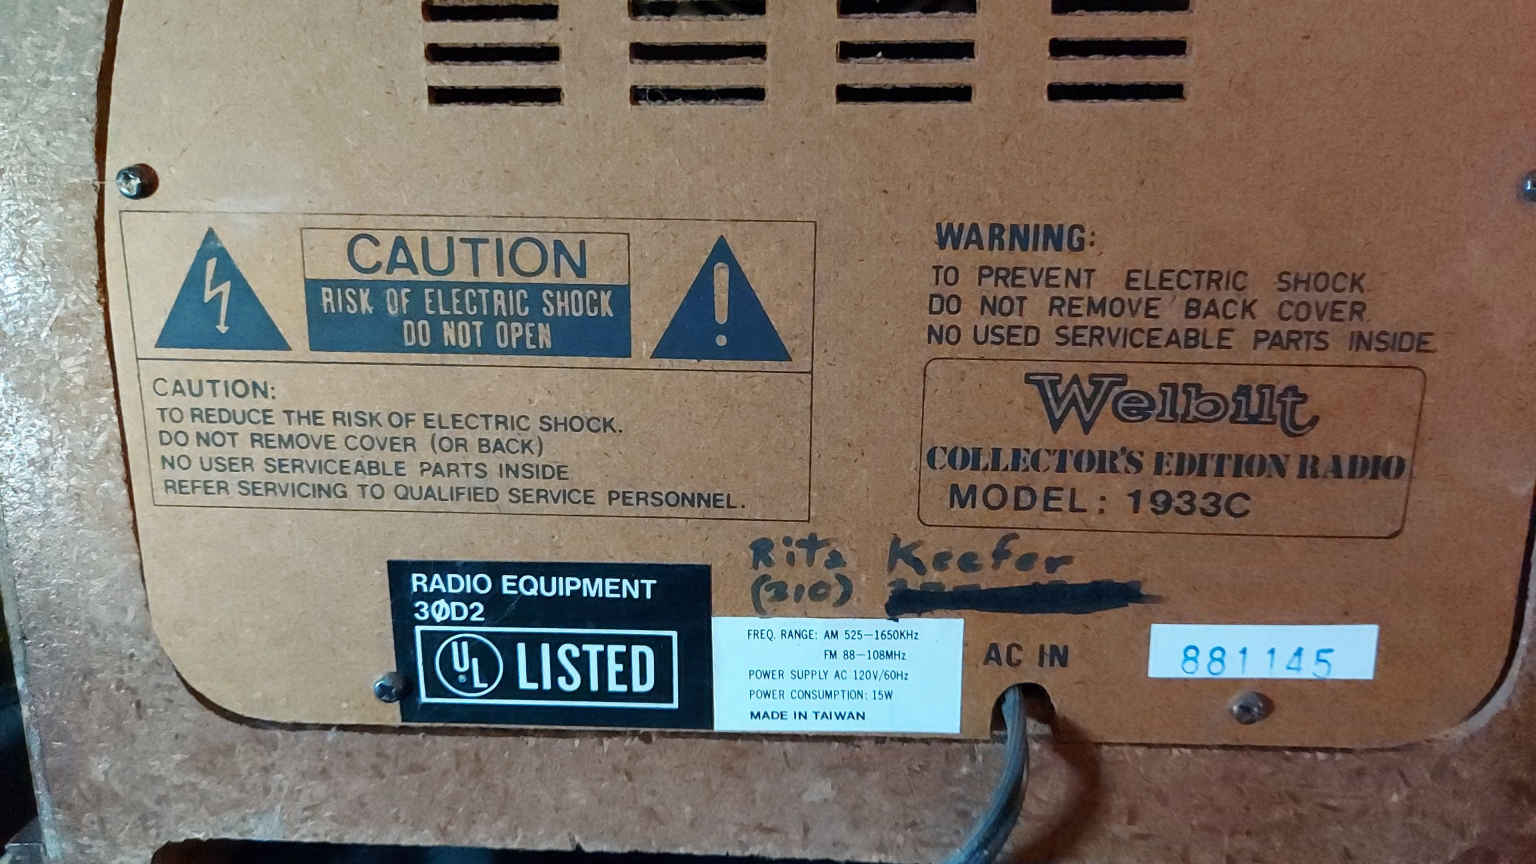 CAUTION
RISK OF ELECTRIC SHOCK
DO NOT OPEN
CAUTION:
TO REDUCE THE RISK OF ELECTRIC SHOCK.
DO NOT REMOVE COVER (OR BACK)
NO USER SERVICEABLE PARTS INSIDE
REFER SERVICING TO QUALIFIED SERVICE PERSONNEL.
WARNING:
TO PREVENT ELECTRIC SHOCK
DO NOT REMOVE BACK COVER.
NO USED SERVICEABLE PARTS INSIDE
Welbilt
COLLECTOR'S EDITION RADIO
MODEL: 1933C
Rita Keefer
(310)
RADIO EQUIPMENT
3ØD2
UL LISTED
FREQ. RANGE: AM 525-1650KHz
FM 88-108MHz
POWER SUPPLY AC 120V/60Hz
POWER CONSUMPTION: 15W
MADE IN TAIWAN
AC IN
881145